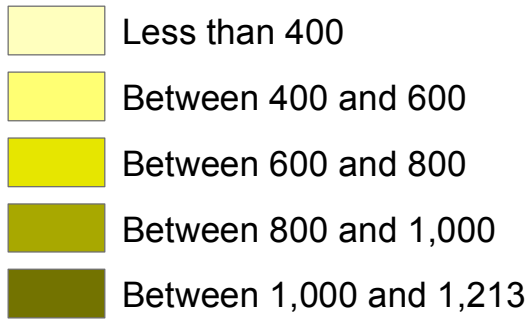 Less than 400
Between 400 and 600
Between 600 and 800
Between 800 and 1,000
Between 1,000 and 1,213